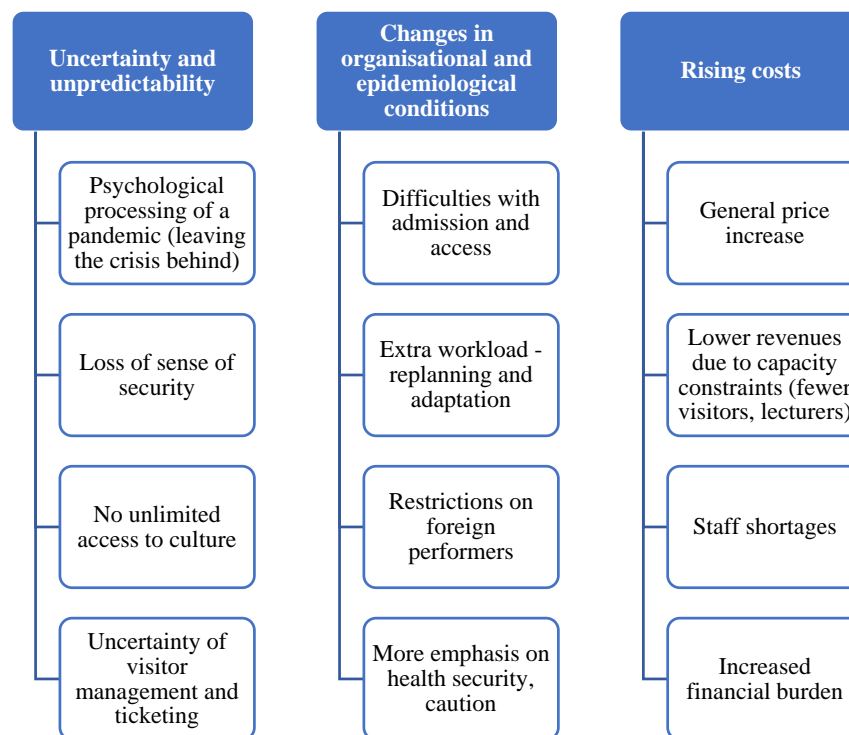 Uncertainty and
unpredictability
Psychological
processing of a
pandemic (leaving
the crisis behind)
Loss of sense of
security
No unlimited
access to culture
Uncertainty of
visitor
management and
ticketing
Changes in
organisational and
epidemiological
conditions
Difficulties with
admission and
access
Extra workload -
replanning and
adaptation
Restrictions on
foreign
performers
More emphasis on
health security,
caution
Rising costs
General price
increase
Lower revenues
due to capacity
constraints (fewer
visitors, lecturers)
Staff shortages
Increased
financial burden